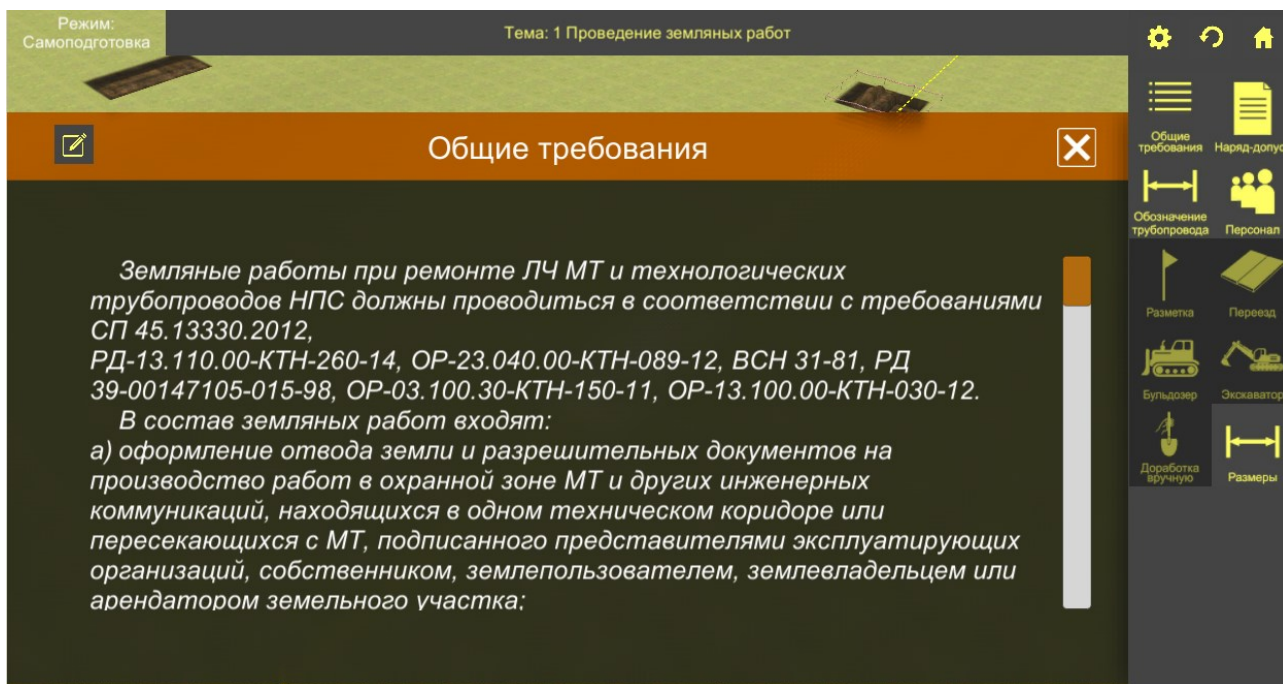 Режим:
Самоподготовка
Тема: 1 Проведение земляных работ
Общие требования
Земляные работы при ремонте ЛЧ МТ и технологических
трубопроводов НПС должны проводиться в соответствии с требованиями
СП 45.13330.2012,
РД-13.110.00-КТН-260-14, ОР-23.040.00-КТН-089-12, ВСН 31-81, РД
39-00147105-015-98, ОР-03.100.30-КТН-150-11, ОР-13.100.00-КТН-030-12.
В состав земляных работ входят:
а) оформление отвода земли и разрешительных документов на
производство работ в охранной зоне МТ и других инженерных
коммуникаций, находящихся в одном техническом коридоре или
пересекающихся с МТ, подписанного представителями эксплуатирующих
организаций, собственником, землепользователем, землевладельцем или
арендатором земельного участка;
Общие
требования
Наряд-допус
Обозначение
трубопровода
Персонал
Разметка
Переезд
Бульдозер
Экскаватор
Доработка
вручную
Размеры